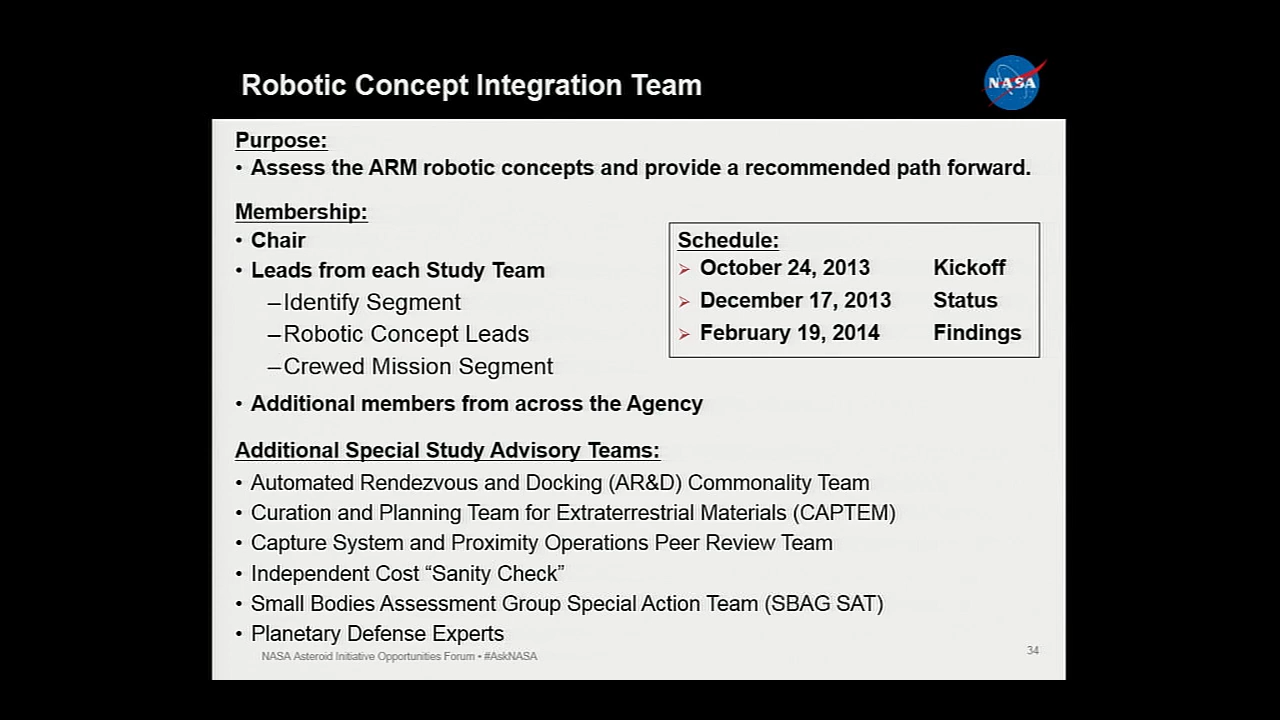 Robotic Concept Integration Team
NASA
Purpose:
• Assess the ARM robotic concepts and provide a recommended path forward.
Membership:
• Chair
• Leads from each Study Team
–Identify Segment
–Robotic Concept Leads
–Crewed Mission Segment
• Additional members from across the Agency
Schedule:
➢ October 24, 2013 Kickoff
➢ December 17, 2013 Status
➢ February 19, 2014 Findings
Additional Special Study Advisory Teams:
• Automated Rendezvous and Docking (AR&D) Commonality Team
• Curation and Planning Team for Extraterrestrial Materials (CAPTEM)
• Capture System and Proximity Operations Peer Review Team
• Independent Cost “Sanity Check”
• Small Bodies Assessment Group Special Action Team (SBAG SAT)
• Planetary Defense Experts
NASA Asteroid Initiative Opportunities Forum • #AskNASA
34